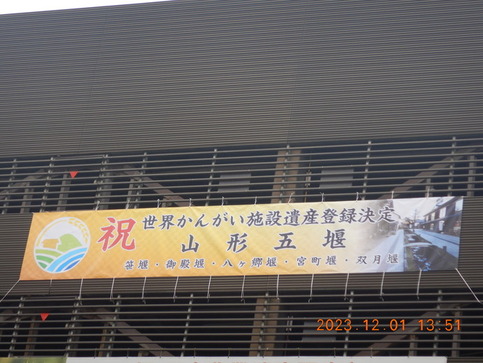 祝 世界かんがい施設遺産登録決定
山形五堰
笹堰・御殿堰・八ヶ郷堰・宮町堰・双月堰
2023.12.01 13:51